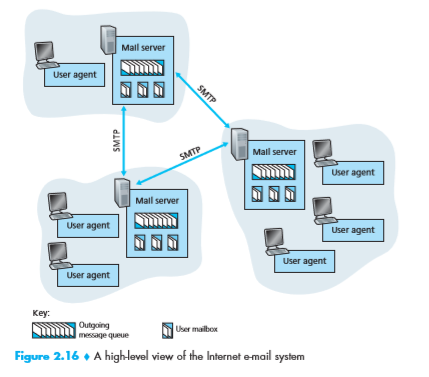 Mail server
User agent
SMTP
SMTP
SMTP
Mail server
User agent
Mail server
User agent
User agent
User agent
User agent
Key:
Outgoing
message queue
User mailbox
Figure 2.16 ♦ A high-level view of the Internet e-mail system